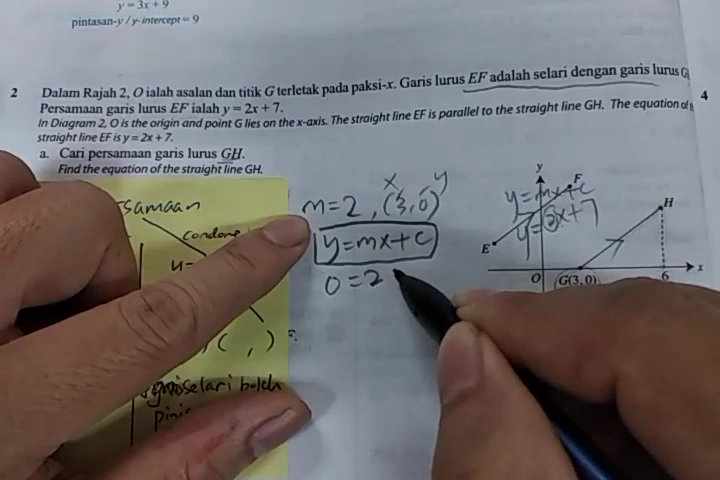 y = 3x + 9
pintasan-y / y-intercept = 9
2 Dalam Rajah 2, O ialah asalan dan titik G terletak pada paksi-x. Garis lurus EF adalah selari dengan garis lurus G
Persamaan garis lurus EF ialah y = 2x + 7.
In Diagram 2, O is the origin and point G lies on the x-axis. The straight line EF is parallel to the straight line GH. The equation of
straight line EF is y = 2x + 7.
4
a. Cari persamaan garis lurus GH.
Find the equation of the straight line GH.
samaan
m=2, (3,0)
x y
y=mx+c
0=2
( , )
selari boleh
y
F
y=mx+c
y=2x+7
H
E
O
G(3, 0)
6
x